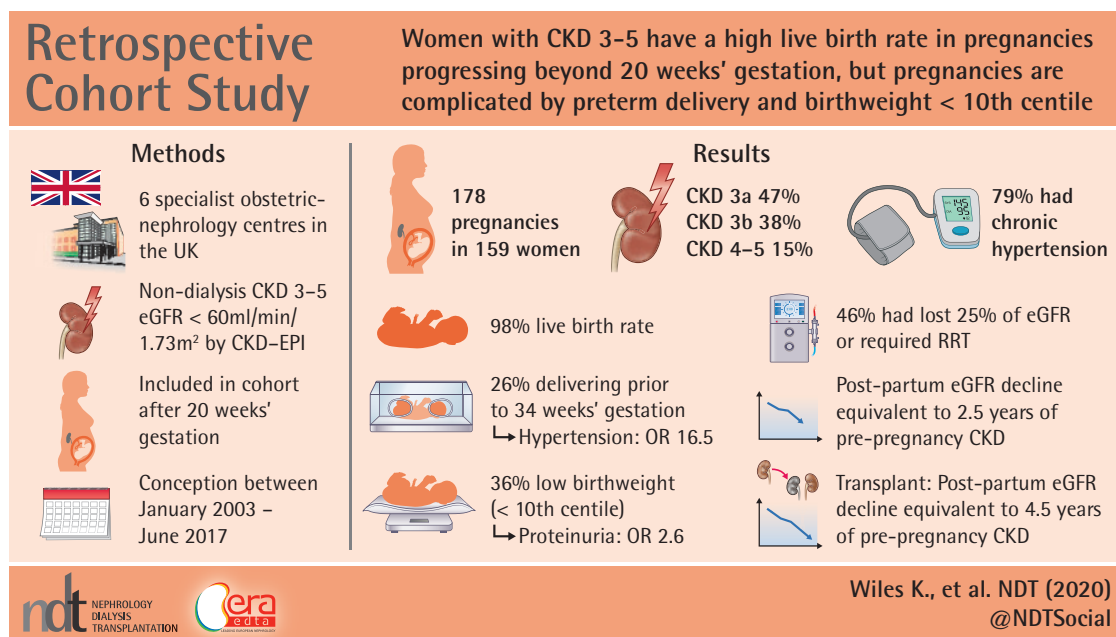 Retrospective
Cohort Study
Women with CKD 3-5 have a high live birth rate in pregnancies
progressing beyond 20 weeks' gestation, but pregnancies are
complicated by preterm delivery and birthweight < 10th centile
Methods
6 specialist obstetric-
nephrology centres in
the UK
Non-dialysis CKD 3-5
eGFR < 60ml/min/
1.73m² by CKD-EPI
Included in cohort
after 20 weeks'
gestation
Conception between
January 2003 –
June 2017
Results
178
pregnancies
in 159 women
CKD 3a 47%
CKD 3b 38%
CKD 4-5 15%
145
95
79% had
chronic
hypertension
98% live birth rate
46% had lost 25% of eGFR
or required RRT
26% delivering prior
to 34 weeks' gestation
↳Hypertension: OR 16.5
Post-partum eGFR decline
equivalent to 2.5 years of
pre-pregnancy CKD
36% low birthweight
(< 10th centile)
↳Proteinuria: OR 2.6
Transplant: Post-partum eGFR
decline equivalent to 4.5 years
of pre-pregnancy CKD
ndt
NEPHROLOGY
DIALYSIS
TRANSPLANTATION
era
edta
LEADING EUROPEAN NEPHROLOGY
Wiles K., et al. NDT (2020)
@NDTSocial